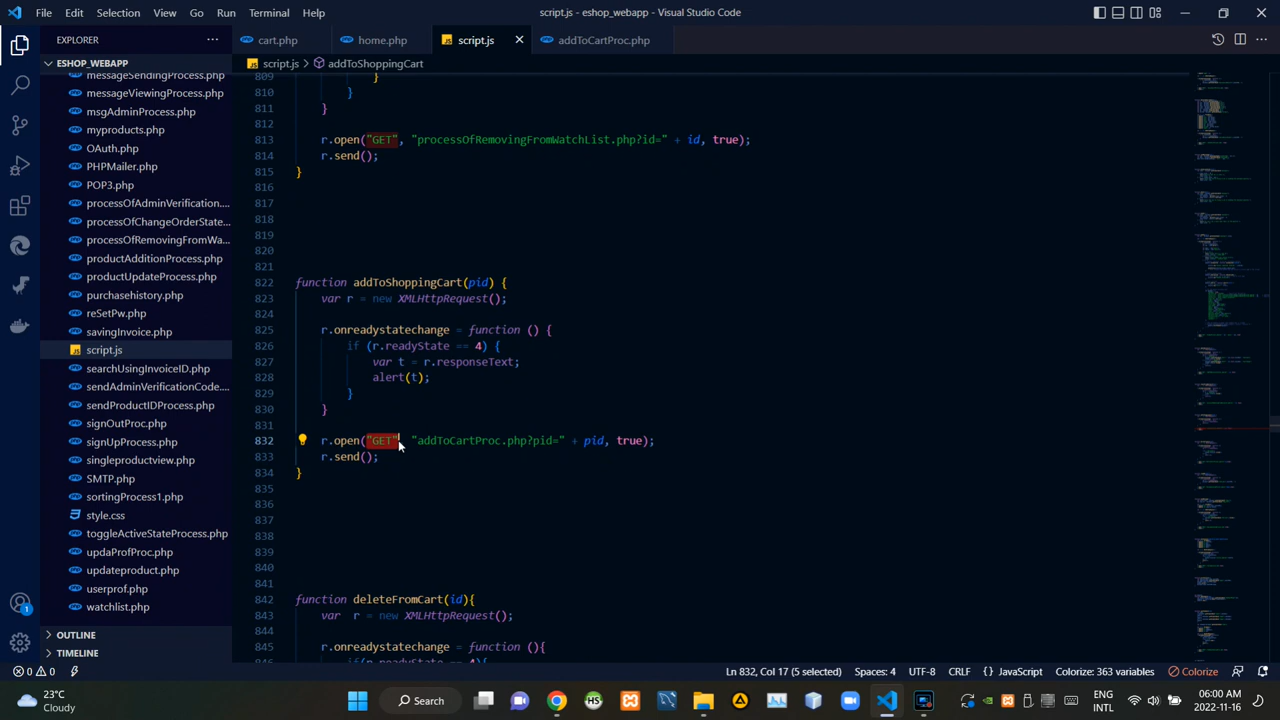 File Edit Selection View Go Run Terminal Help
script.js - eshop_webapp - Visual Studio Code
EXPLORER
cart.php
home.php
script.js
addToCartProc.php
ESHOP_WEBAPP
script.js > addToShoppingCart
messageSendingProcess.php
messageViewingProcess.php
msgAdminProcess.php
myproducts.php
OAuth.php
PHPMailer.php
POP3.php
processOfAdminVerification....
processOfChangeOrderState...
processOfRemovingFromWa...
productAdditionProcess.php
productUpdateProcess.php
purchasehistory.php
reSetPw.php
savingInvoice.php
script.js
sendProductIDProcess.php
sendAdminVerificationCode....
signOutProc.php
signUpProcess.php
singleproductview.php
SMTP.php
sortingProcess1.php
style.css
toggleActiveStateProcess.php
updaProfProc.php
updateproduct.php
userprof.php
watchlist.php
OUTLINE
TIMELINE
809 }
810 }
811 }
812
813 r.open("GET", "processOfRemovingFromWatchList.php?id=" + id, true);
814 r.send();
815 }
816
817
818
819
820
821
822 function addToShoppingCart(pid) {
823 var r = new XMLHttpRequest();
824
825 r.onreadystatechange = function () {
826 if (r.readyState == 4) {
827 var t = r.responseText;
828 alert(t);
829 }
830 }
831
832 r.open("GET", "addToCartProc.php?pid=" + pid, true);
833 r.send();
834 }
835
836
837
838
839
840
841
842 function deleteFromCart(id){
843 var r = new XMLHttpRequest();
844
845 r.onreadystatechange = function (){
846 if(r.readyState == 4){
1
0 0
Ln 832, Col 17 (5 selected) Spaces: 4 UTF-8 CRLF {} JavaScript Colorize: 363 variables Colorize
23°C
Cloudy
Search
HS
ENG
INTL
06:00 AM
2022-11-16